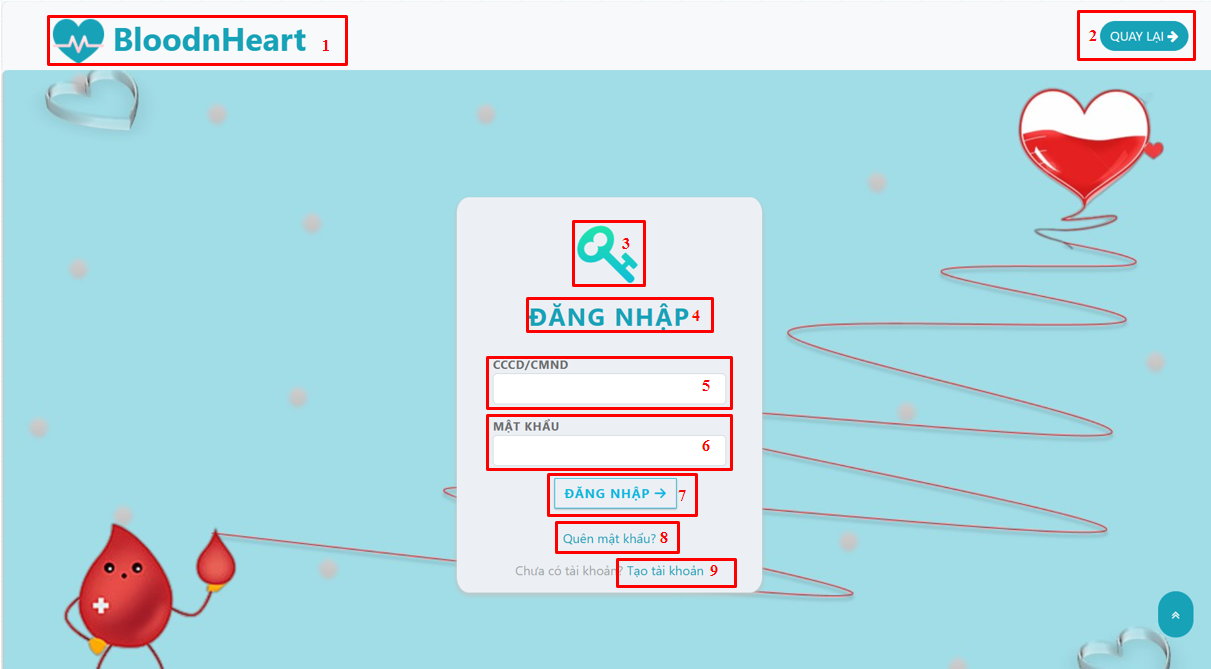 BloodnHeart 1
2 QUAY LẠI
3
ĐĂNG NHẬP 4
CCCD/CMND
5
MẬT KHẨU
6
ĐĂNG NHẬP 7
Quên mật khẩu? 8
Chưa có tài khoản? Tạo tài khoản 9